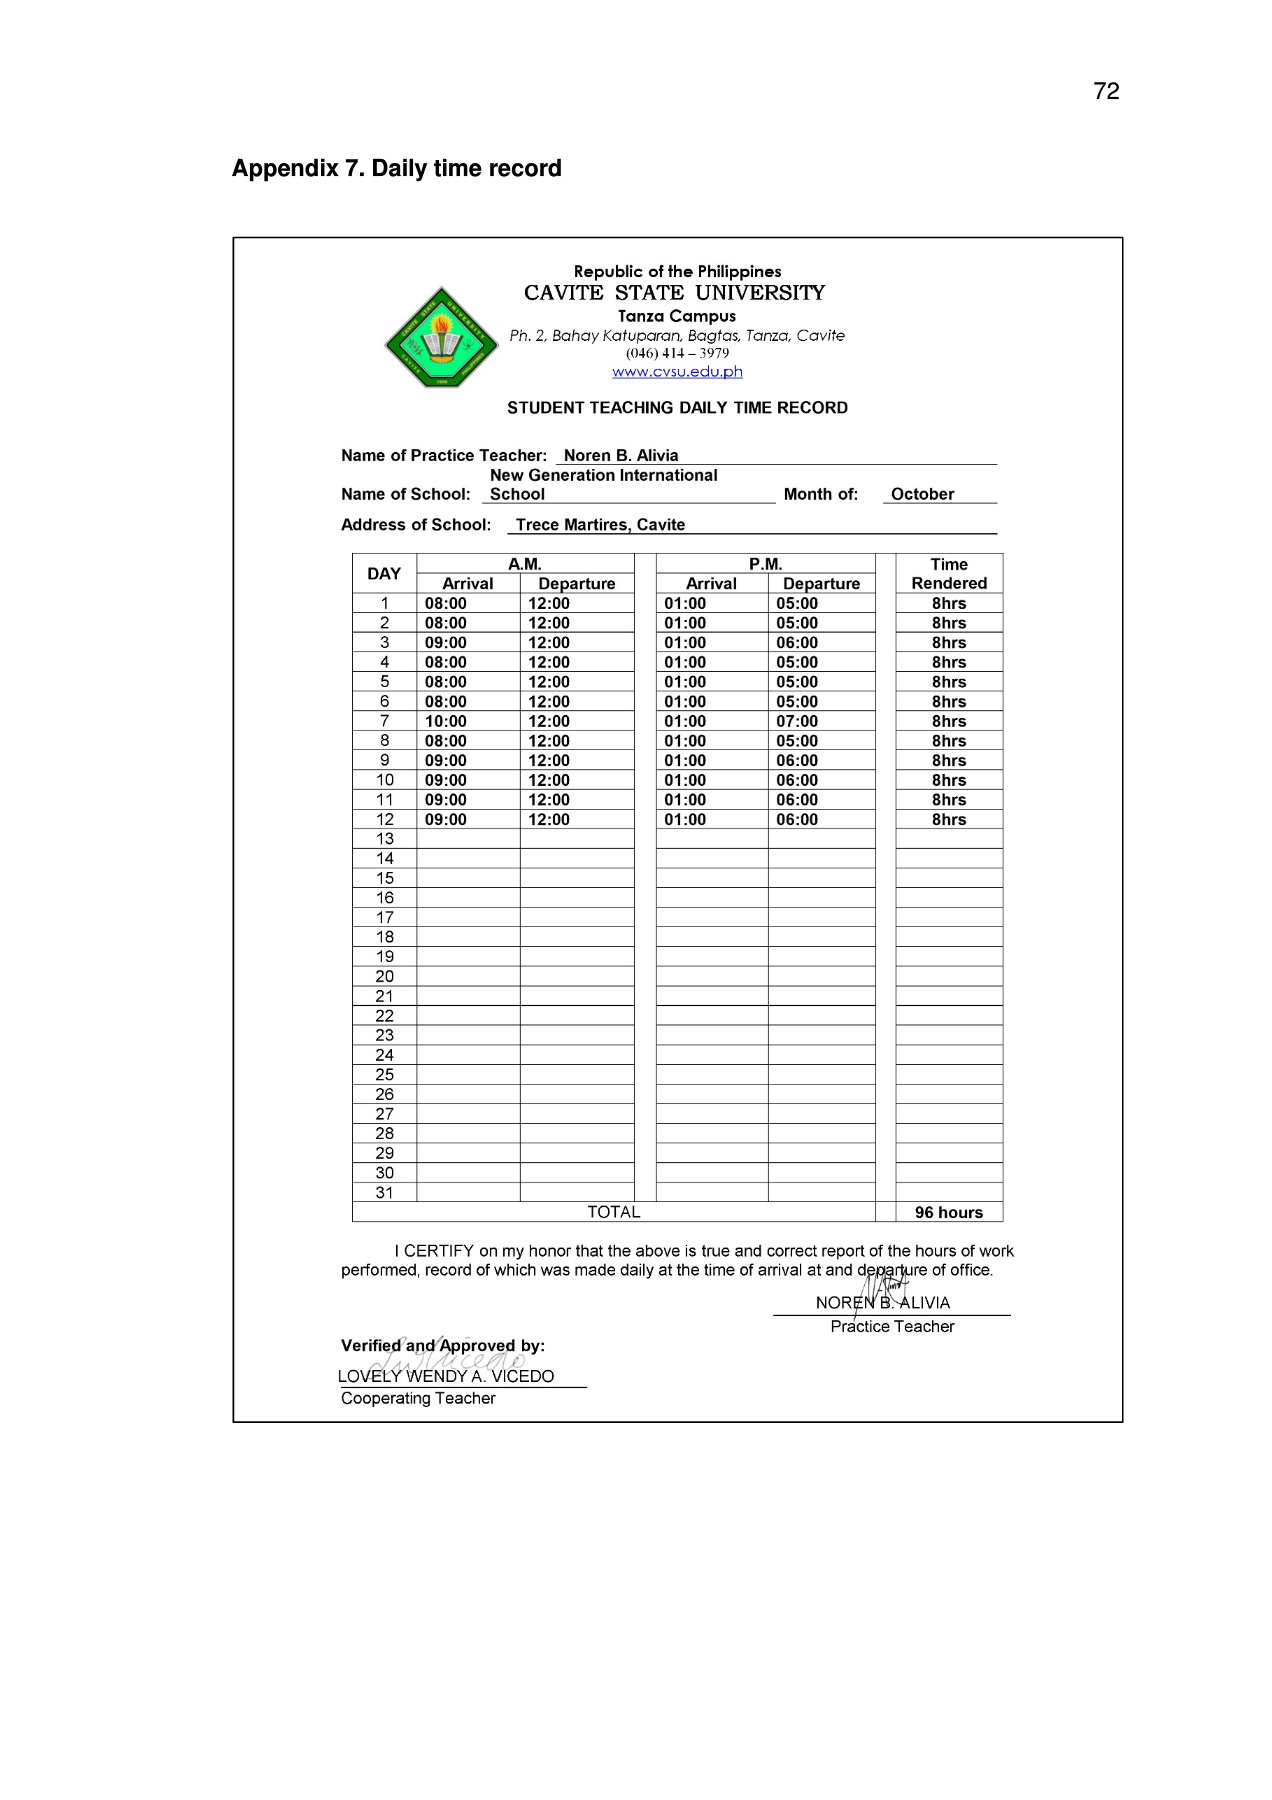 72
Appendix 7. Daily time record
Republic of the Philippines
CAVITE STATE UNIVERSITY
Tanza Campus
Ph. 2, Bahay Katuparan, Bagtas, Tanza, Cavite
(046) 414 – 3979
www.cvsu.edu.ph
STUDENT TEACHING DAILY TIME RECORD
Name of Practice Teacher: Noren B. Alivia
New Generation International
Name of School: School Month of: October
Address of School: Trece Martires, Cavite
DAY A.M. P.M. Time Rendered
Arrival Departure Arrival Departure
1 08:00 12:00 01:00 05:00 8hrs
2 08:00 12:00 01:00 05:00 8hrs
3 09:00 12:00 01:00 06:00 8hrs
4 08:00 12:00 01:00 05:00 8hrs
5 08:00 12:00 01:00 05:00 8hrs
6 08:00 12:00 01:00 05:00 8hrs
7 10:00 12:00 01:00 07:00 8hrs
8 08:00 12:00 01:00 05:00 8hrs
9 09:00 12:00 01:00 06:00 8hrs
10 09:00 12:00 01:00 06:00 8hrs
11 09:00 12:00 01:00 06:00 8hrs
12 09:00 12:00 01:00 06:00 8hrs
13
14
15
16
17
18
19
20
21
22
23
24
25
26
27
28
29
30
31
TOTAL 96 hours
I CERTIFY on my honor that the above is true and correct report of the hours of work
performed, record of which was made daily at the time of arrival at and departure of office.
NOREN B. ALIVIA
Practice Teacher
Verified and Approved by:
LOVELY WENDY A. VICEDO
Cooperating Teacher